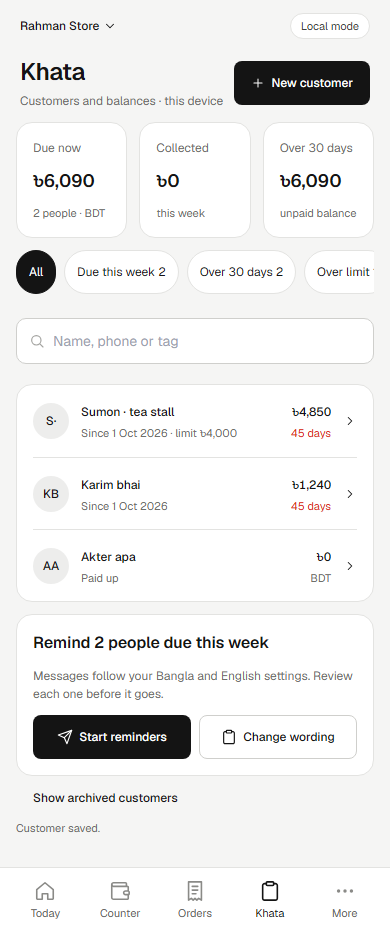 Rahman Store
Local mode
Khata
Customers and balances · this device
New customer
Due now
৳6,090
2 people · BDT
Collected
৳0
this week
Over 30 days
৳6,090
unpaid balance
All
Due this week 2
Over 30 days 2
Over limit
Name, phone or tag
S·
Sumon · tea stall
৳4,850
Since 1 Oct 2026 · limit ৳4,000
45 days
KB
Karim bhai
৳1,240
Since 1 Oct 2026
45 days
AA
Akter apa
৳0
Paid up
BDT
Remind 2 people due this week
Messages follow your Bangla and English settings. Review
each one before it goes.
Start reminders
Change wording
Show archived customers
Customer saved.
Today
Counter
Orders
Khata
More